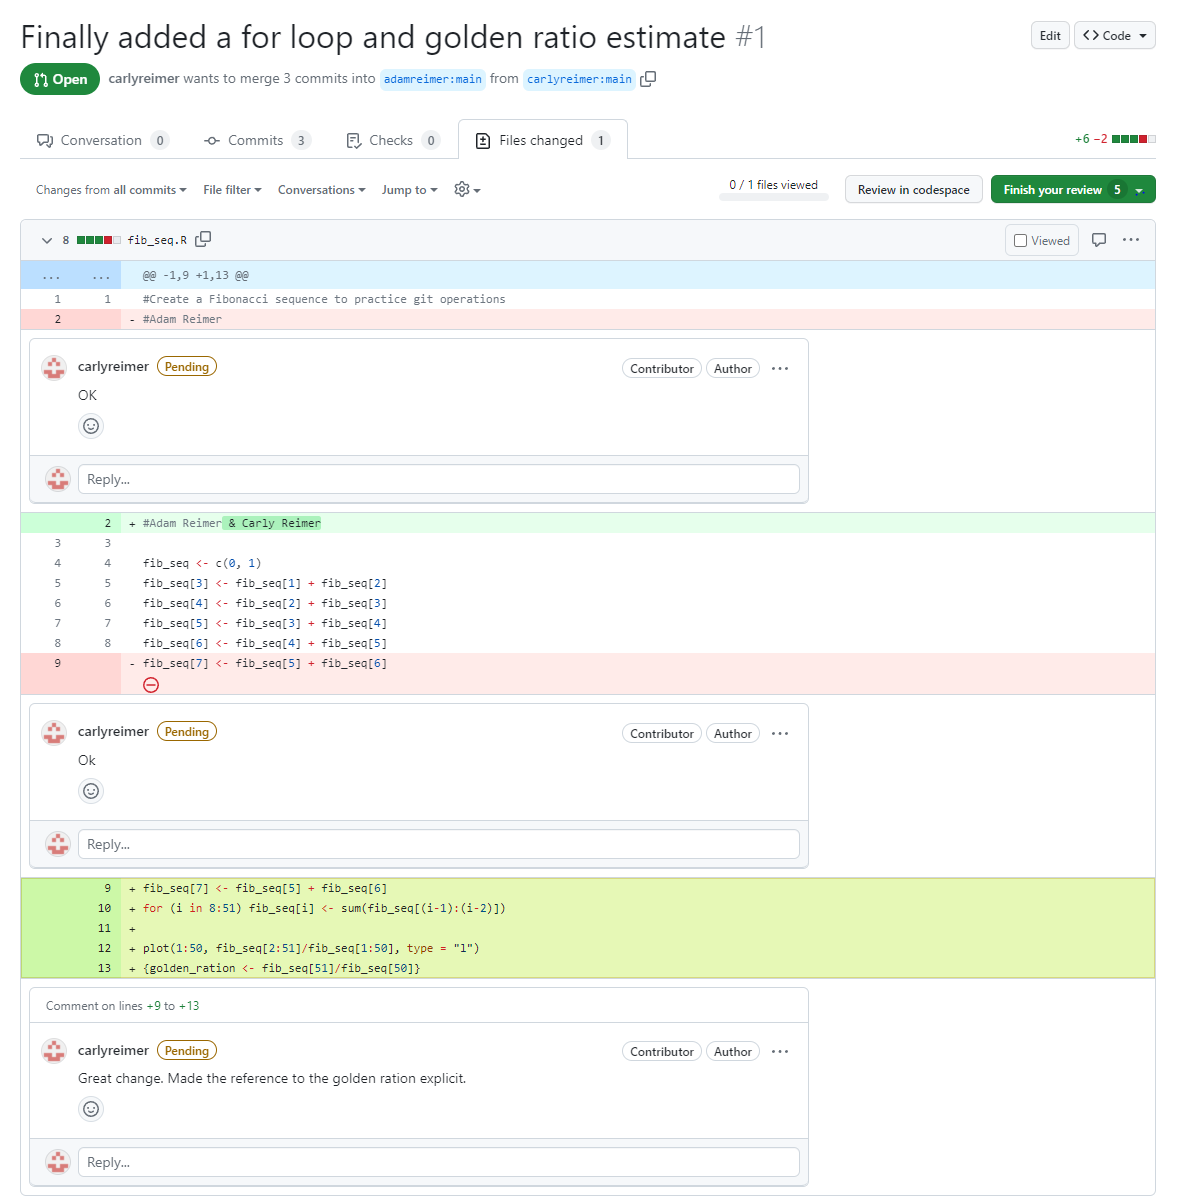 Finally added a for loop and golden ratio estimate #1
Edit
<> Code
Open
carlyreimer wants to merge 3 commits into adamreimer:main from carlyreimer:main
Conversation 0
Commits 3
Checks 0
Files changed 1
+6 −2
Changes from all commits
File filter
Conversations
Jump to
0 / 1 files viewed
Review in codespace
Finish your review 5
8 fib_seq.R
Viewed
...
... ... @@ -1,9 +1,13 @@
1 1 #Create a Fibonacci sequence to practice git operations
2 - #Adam Reimer
carlyreimer Pending Contributor Author ...
OK
Reply...
2 + #Adam Reimer & Carly Reimer
3 3
4 4 fib_seq <- c(0, 1)
5 5 fib_seq[3] <- fib_seq[1] + fib_seq[2]
6 6 fib_seq[4] <- fib_seq[2] + fib_seq[3]
7 7 fib_seq[5] <- fib_seq[3] + fib_seq[4]
8 8 fib_seq[6] <- fib_seq[4] + fib_seq[5]
9 - fib_seq[7] <- fib_seq[5] + fib_seq[6]
carlyreimer Pending Contributor Author ...
Ok
Reply...
9 + fib_seq[7] <- fib_seq[5] + fib_seq[6]
10 + for (i in 8:51) fib_seq[i] <- sum(fib_seq[(i-1):(i-2)])
11 +
12 + plot(1:50, fib_seq[2:51]/fib_seq[1:50], type = "l")
13 + {golden_ration <- fib_seq[51]/fib_seq[50]}
Comment on lines +9 to +13
carlyreimer Pending Contributor Author ...
Great change. Made the reference to the golden ration explicit.
Reply...